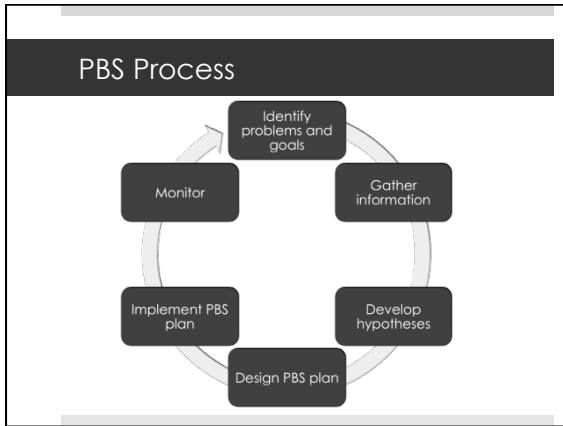 PBS Process
Identify
problems and
goals
Gather
information
Develop
hypotheses
Design PBS plan
Implement PBS
plan
Monitor